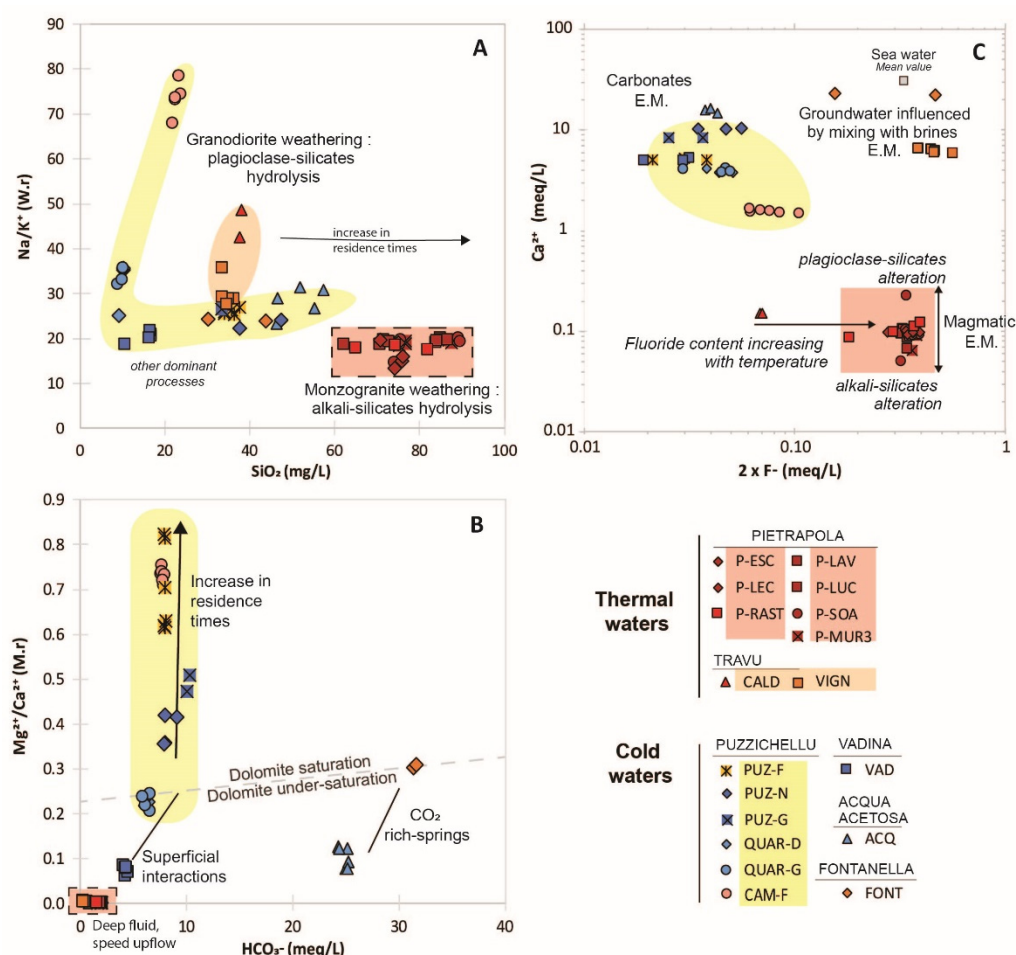 A
Na/K⁺ (W.r)
90
80
70
60
50
40
30
20
10
0
0 20 40 60 80 100
SiO₂ (mg/L)
Granodiorite weathering :
plagioclase-silicates
hydrolysis
increase in
residence times
other dominant
processes
Monzogranite weathering :
alkali-silicates hydrolysis
C
Ca²⁺ (meq/L)
100
10
1
0.1
0.01
0.01 0.10 1
2 x F- (meq/L)
Sea water
Mean value
Carbonates
E.M.
Groundwater influenced
by mixing with brines
E.M.
plagioclase-silicates
alteration
Magmatic
E.M.
Fluoride content increasing
with temperature
alkali-silicates
alteration
B
Mg²⁺/Ca²⁺ (M.r)
0.9
0.8
0.7
0.6
0.5
0.4
0.3
0.2
0.1
0.0
0 10 20 30 40
HCO₃- (meq/L)
Increase in
residence
times
Dolomite saturation
Dolomite under-saturation
CO₂
rich-springs
Superficial
interactions
Deep fluid,
speed upflow
Thermal
waters
PIETRAPOLA
P-ESC P-LAV
P-LEC P-LUC
P-RAST P-SOA
P-MUR3
TRAVU
CALD VIGN
Cold
waters
PUZZICHELLU
PUZ-F
PUZ-N
PUZ-G
QUAR-D
QUAR-G
CAM-F
VADINA
VAD
ACQUA
ACETOSA
ACQ
FONTANELLA
FONT